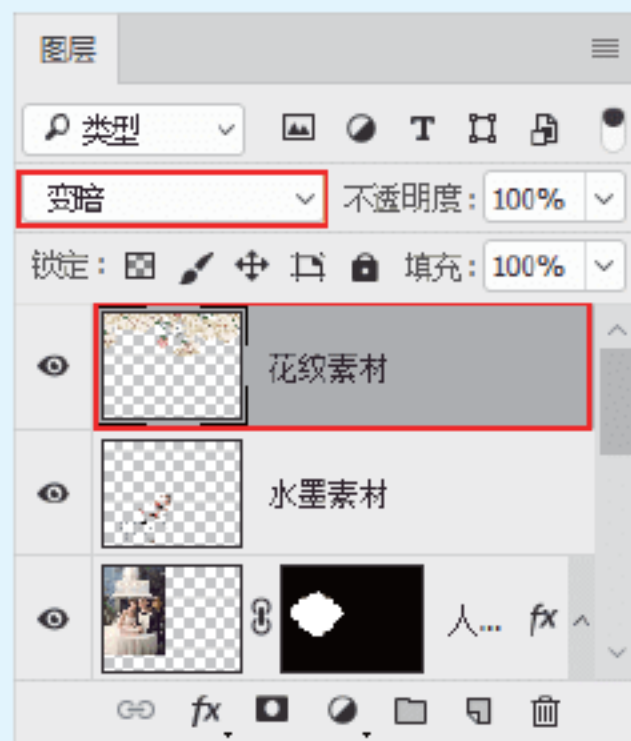 图层
类型
变暗 不透明度: 100%
锁定: 填充: 100%
花纹素材
水墨素材
人... fx
fx